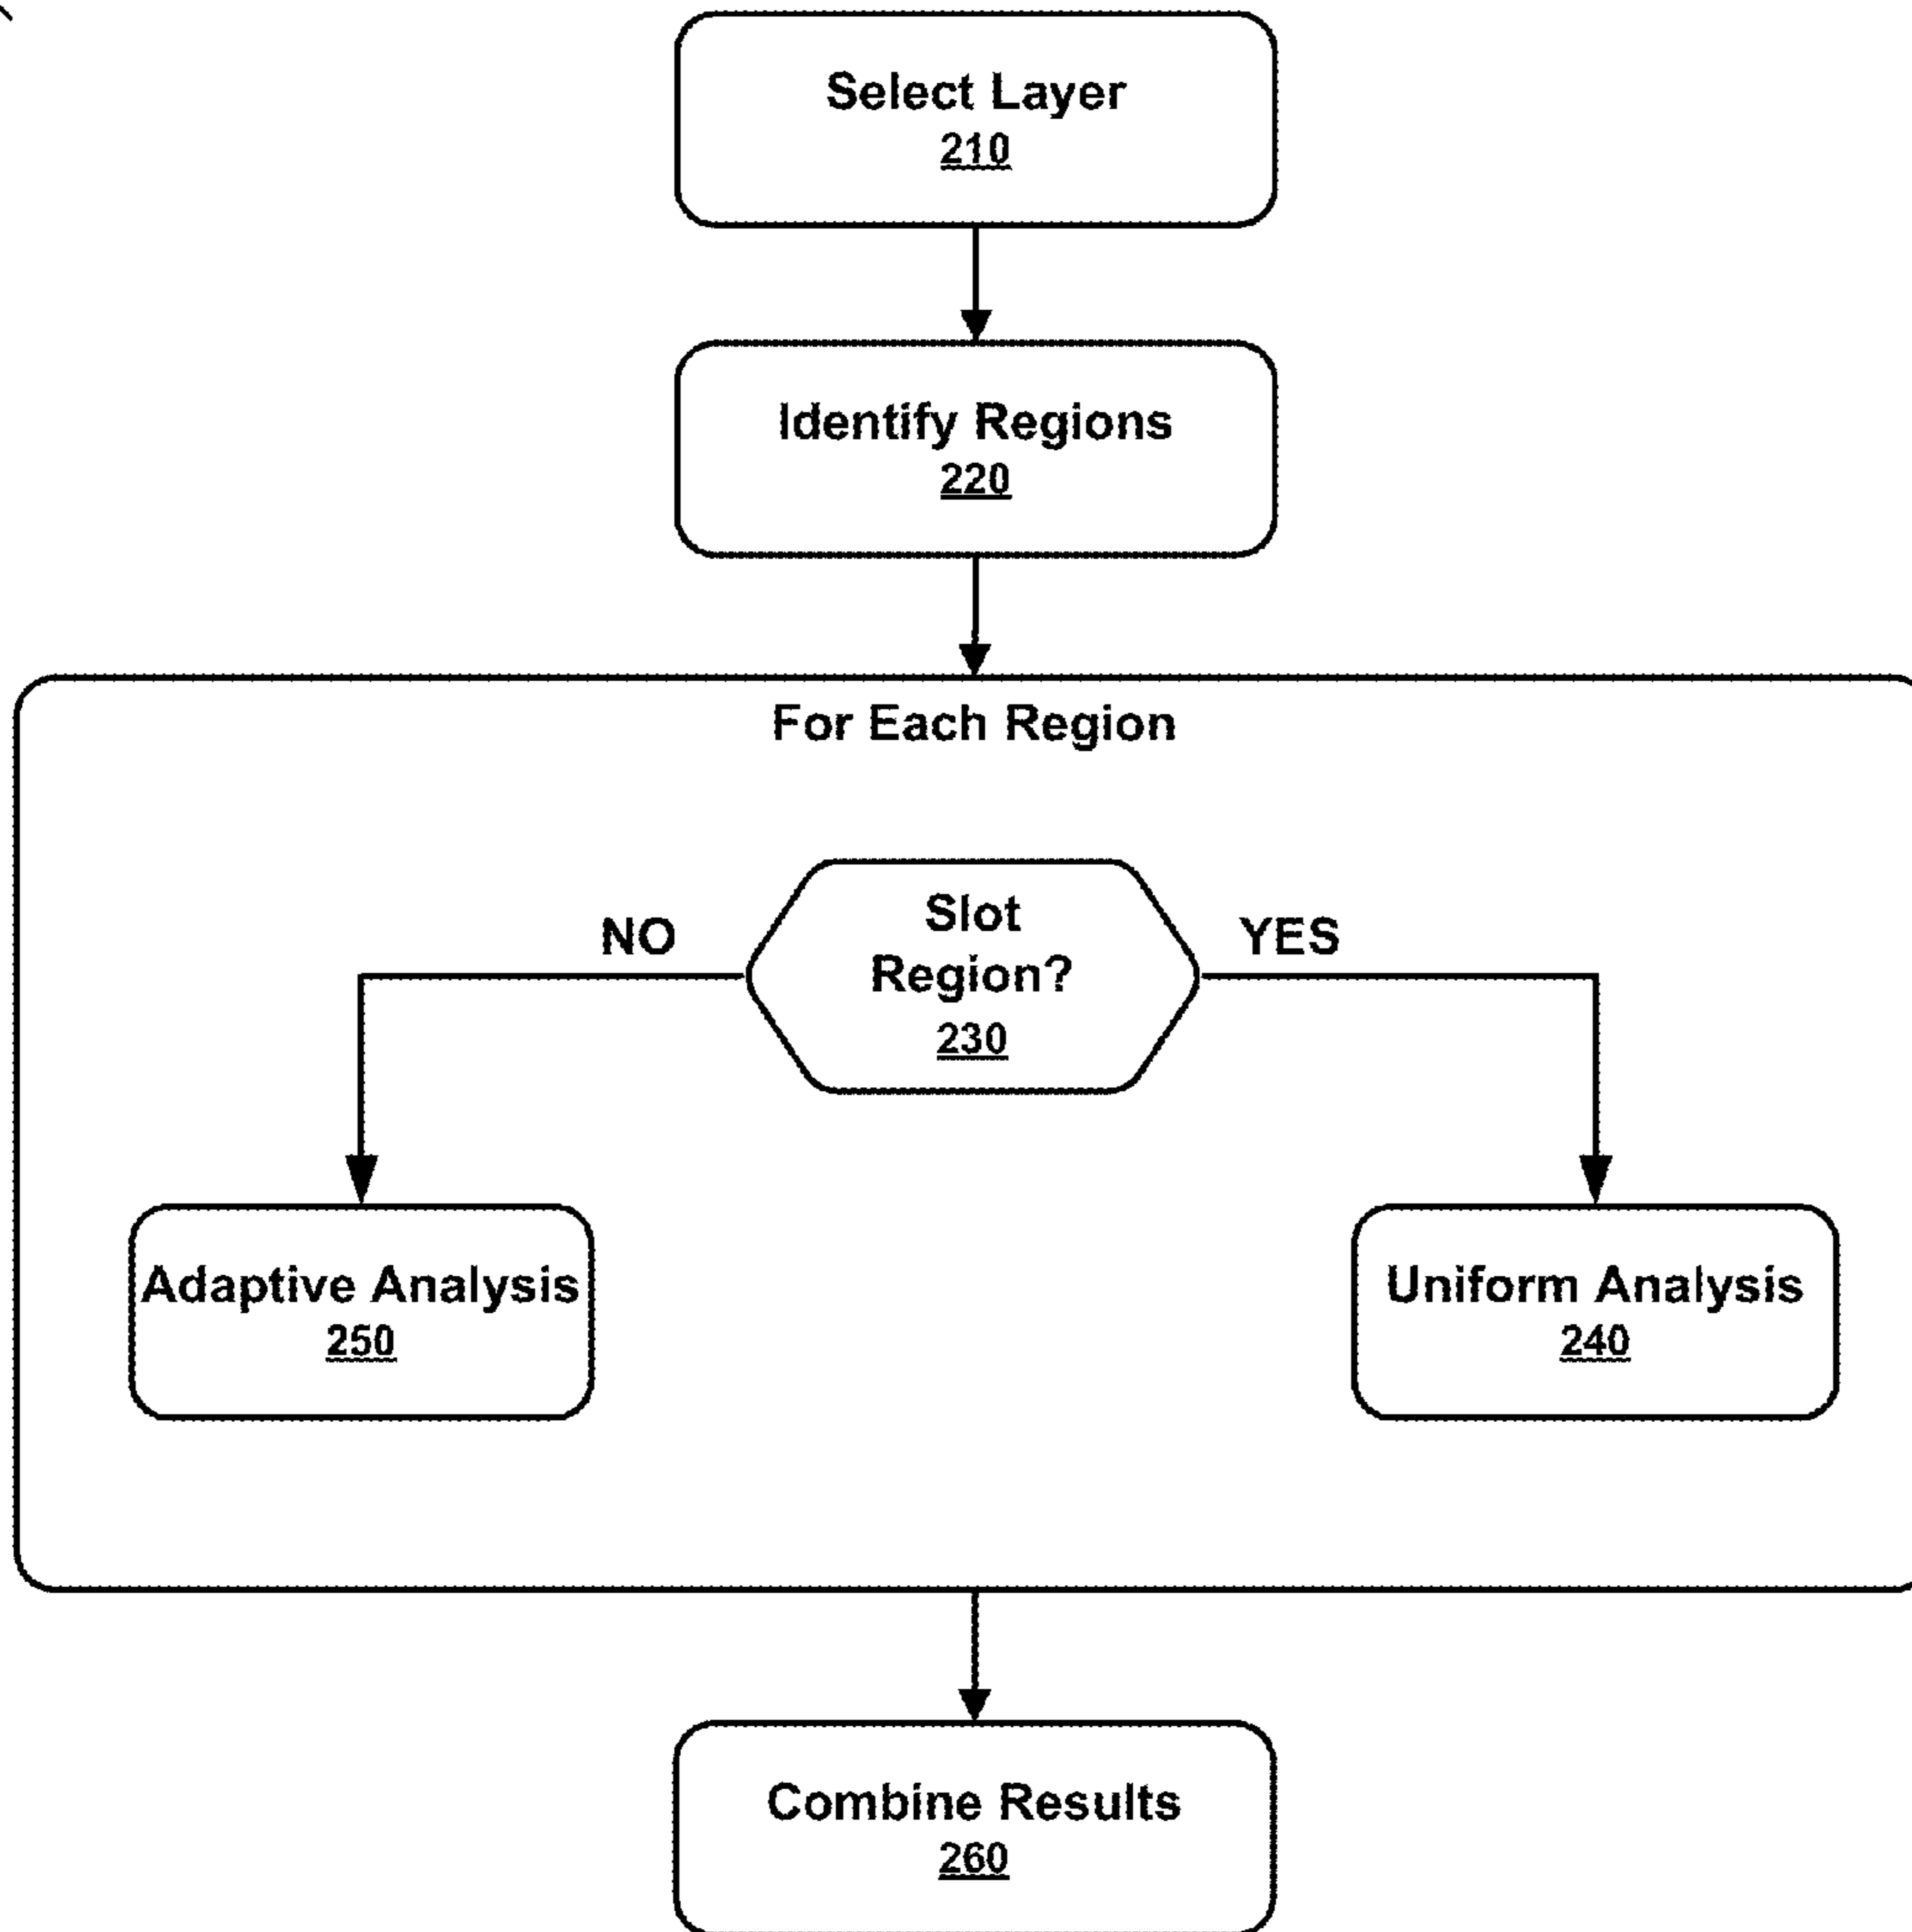 Select Layer
210
Identify Regions
220
For Each Region
NO
Slot
Region?
230
YES
Adaptive Analysis
250
Uniform Analysis
240
Combine Results
260